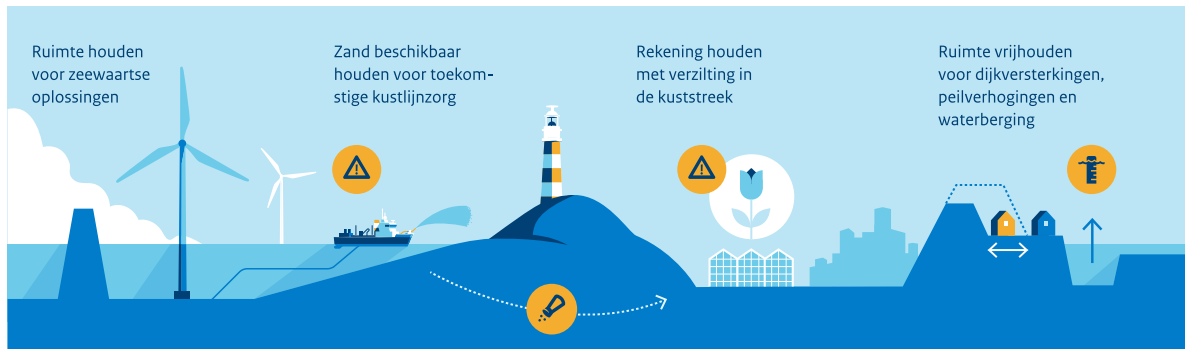 Ruimte houden
voor zeewaartse
oplossingen
Zand beschikbaar
houden voor toekom-
stige kustlijnzorg
Rekening houden
met verzilting in
de kuststreek
Ruimte vrijhouden
voor dijkversterkingen,
peilverhogingen en
waterberging